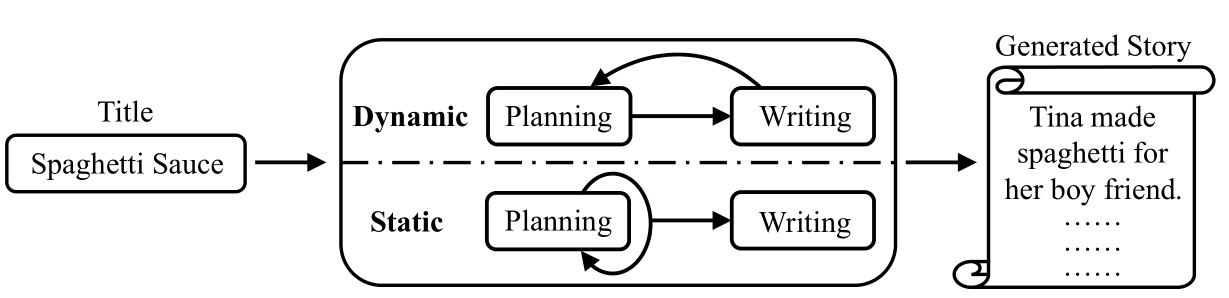 Title
Spaghetti Sauce
Dynamic
Planning
Writing
Static
Planning
Writing
Generated Story
Tina made
spaghetti for
her boy friend.
......
......
......